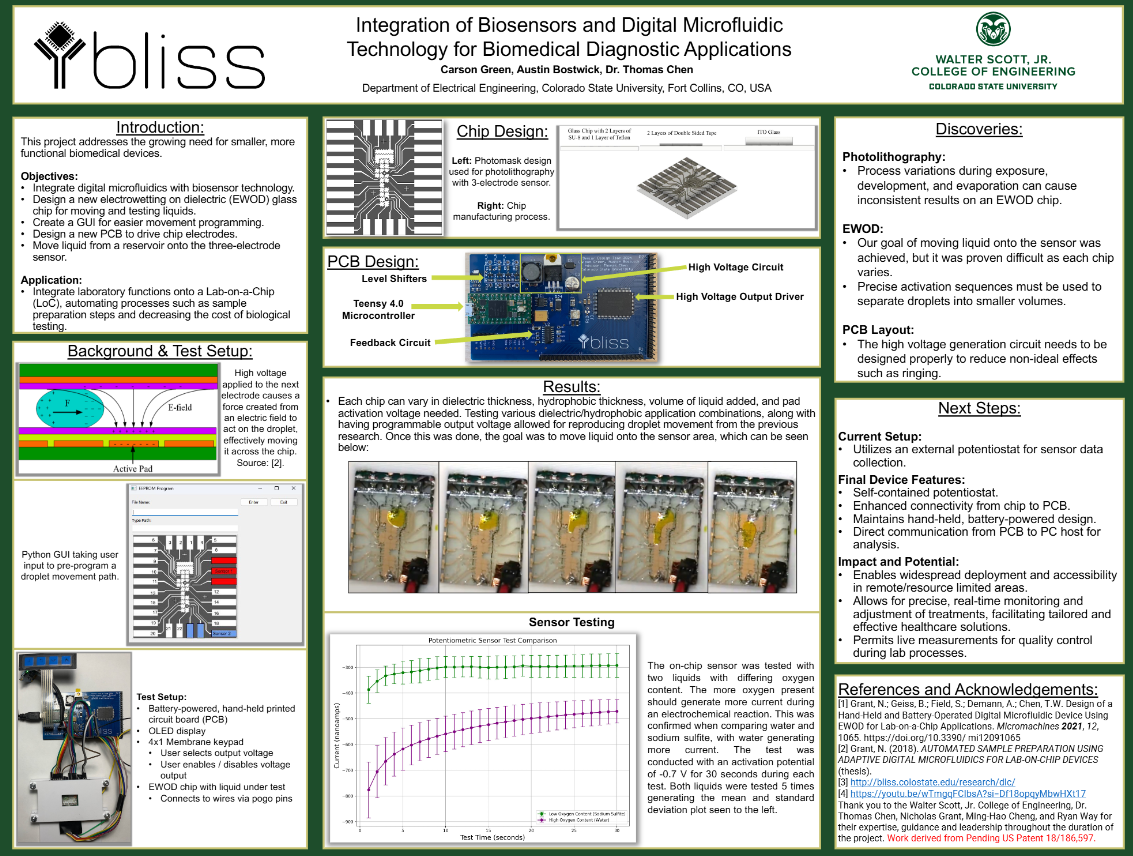 bliss
Integration of Biosensors and Digital Microfluidic
Technology for Biomedical Diagnostic Applications
Carson Green, Austin Bostwick, Dr. Thomas Chen
Department of Electrical Engineering, Colorado State University, Fort Collins, CO, USA
WALTER SCOTT, JR.
COLLEGE OF ENGINEERING
COLORADO STATE UNIVERSITY
Introduction:
This project addresses the growing need for smaller, more
functional biomedical devices.
Objectives:
• Integrate digital microfluidics with biosensor technology.
• Design a new electrowetting on dielectric (EWOD) glass
chip for moving and testing liquids.
• Create a GUI for easier movement programming.
• Design a new PCB to drive chip electrodes.
• Move liquid from a reservoir onto the three-electrode
sensor.
Application:
• Integrate laboratory functions onto a Lab-on-a-Chip
(LoC), automating processes such as sample
preparation steps and decreasing the cost of biological
testing.
Background & Test Setup:
F
E-field
Active Pad
High voltage
applied to the next
electrode causes a
force created from
an electric field to
act on the droplet,
effectively moving
it across the chip.
Source: [2].
Python GUI taking user
input to pre-program a
droplet movement path.
EEPROM Program
File Name:
Enter
Exit
Type Path:
Test Setup:
• Battery-powered, hand-held printed
circuit board (PCB)
• OLED display
• 4x1 Membrane keypad
• User selects output voltage
• User enables / disables voltage
output
• EWOD chip with liquid under test
• Connects to wires via pogo pins
Chip Design:
Left: Photomask design
used for photolithography
with 3-electrode sensor.
Right: Chip
manufacturing process.
Glass Chip with 2 Layers of
SU-8 and 1 Layer of Teflon
2 Layers of Double Sided Tape
ITO Glass
PCB Design:
Level Shifters
Teensy 4.0
Microcontroller
Feedback Circuit
High Voltage Circuit
High Voltage Output Driver
bliss
Results:
• Each chip can vary in dielectric thickness, hydrophobic thickness, volume of liquid added, and pad
activation voltage needed. Testing various dielectric/hydrophobic application combinations, along with
having programmable output voltage allowed for reproducing droplet movement from the previous
research. Once this was done, the goal was to move liquid onto the sensor area, which can be seen
below:
Sensor Testing
Potentiometric Sensor Test Comparison
Current (nanoamps)
−300
−400
−500
−600
−700
−800
−900
0 5 10 15 20 25 30
Test Time (seconds)
Low Oxygen Content (Sodium Sulfite)
High Oxygen Content (Water)
The on-chip sensor was tested with
two liquids with differing oxygen
content. The more oxygen present
should generate more current during
an electrochemical reaction. This was
confirmed when comparing water and
sodium sulfite, with water generating
more current. The test was
conducted with an activation potential
of -0.7 V for 30 seconds during each
test. Both liquids were tested 5 times
generating the mean and standard
deviation plot seen to the left.
Discoveries:
Photolithography:
• Process variations during exposure,
development, and evaporation can cause
inconsistent results on an EWOD chip.
EWOD:
• Our goal of moving liquid onto the sensor was
achieved, but it was proven difficult as each chip
varies.
• Precise activation sequences must be used to
separate droplets into smaller volumes.
PCB Layout:
• The high voltage generation circuit needs to be
designed properly to reduce non-ideal effects
such as ringing.
Next Steps:
Current Setup:
• Utilizes an external potentiostat for sensor data
collection.
Final Device Features:
• Self-contained potentiostat.
• Enhanced connectivity from chip to PCB.
• Maintains hand-held, battery-powered design.
• Direct communication from PCB to PC host for
analysis.
Impact and Potential:
• Enables widespread deployment and accessibility
in remote/resource limited areas.
• Allows for precise, real-time monitoring and
adjustment of treatments, facilitating tailored and
effective healthcare solutions.
• Permits live measurements for quality control
during lab processes.
References and Acknowledgements:
[1] Grant, N.; Geiss, B.; Field, S.; Demann, A.; Chen, T.W. Design of a
Hand-Held and Battery-Operated Digital Microfluidic Device Using
EWOD for Lab-on-a-Chip Applications. Micromachines 2021, 12,
1065. https://doi.org/10.3390/ mi12091065
[2] Grant, N. (2018). AUTOMATED SAMPLE PREPARATION USING
ADAPTIVE DIGITAL MICROFLUIDICS FOR LAB-ON-CHIP DEVICES
(thesis).
[3] http://bliss.colostate.edu/research/dlc/
[4] https://youtu.be/wTmgqFClbsA?si=Df18opqyMbwHXt17
Thank you to the Walter Scott, Jr. College of Engineering, Dr.
Thomas Chen, Nicholas Grant, Ming-Hao Cheng, and Ryan Way for
their expertise, guidance and leadership throughout the duration of
the project. Work derived from Pending US Patent 18/186,597.